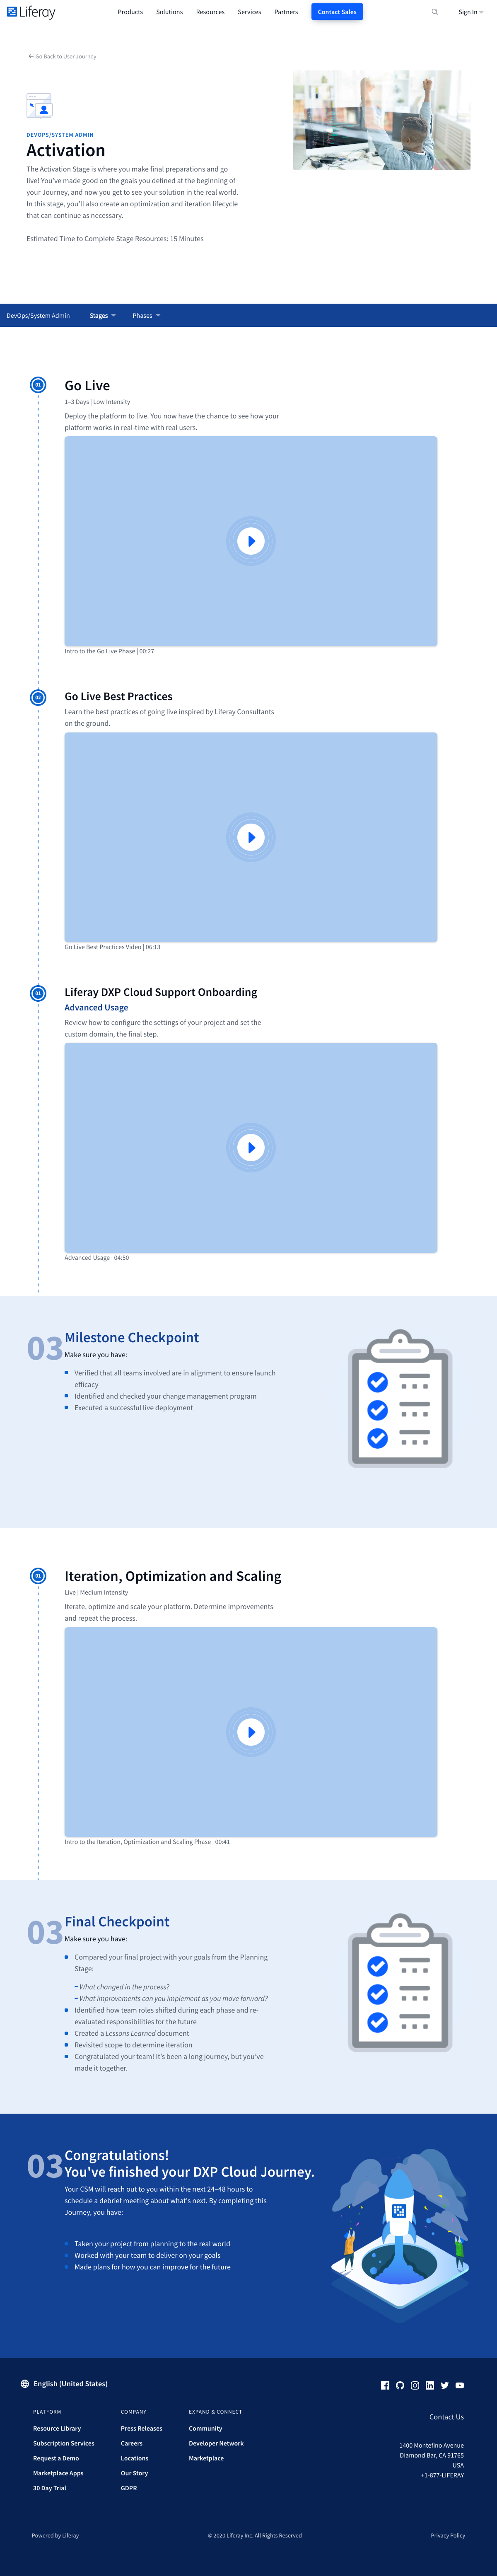 Liferay
Products Solutions Resources Services Partners Contact Sales Sign In
Go Back to User Journey
DEVOPS/SYSTEM ADMIN
Activation
The Activation Stage is where you make final preparations and go
live! You've made good on the goals you defined at the beginning of
your Journey, and now you get to see your solution in the real world.
In this stage, you'll also create an optimization and iteration lifecycle
that can continue as necessary.
Estimated Time to Complete Stage Resources: 15 Minutes
DevOps/System Admin Stages Phases
01
Go Live
1–3 Days | Low Intensity
Deploy the platform to live. You now have the chance to see how your
platform works in real-time with real users.
Intro to the Go Live Phase | 00:27
02
Go Live Best Practices
Learn the best practices of going live inspired by Liferay Consultants
on the ground.
Go Live Best Practices Video | 06:13
01
Liferay DXP Cloud Support Onboarding
Advanced Usage
Review how to configure the settings of your project and set the
custom domain, the final step.
Advanced Usage | 04:50
03
Milestone Checkpoint
Make sure you have:
Verified that all teams involved are in alignment to ensure launch
efficacy
Identified and checked your change management program
Executed a successful live deployment
01
Iteration, Optimization and Scaling
Live | Medium Intensity
Iterate, optimize and scale your platform. Determine improvements
and repeat the process.
Intro to the Iteration, Optimization and Scaling Phase | 00:41
03
Final Checkpoint
Make sure you have:
Compared your final project with your goals from the Planning
Stage:
– What changed in the process?
– What improvements can you implement as you move forward?
Identified how team roles shifted during each phase and re-
evaluated responsibilities for the future
Created a Lessons Learned document
Revisited scope to determine iteration
Congratulated your team! It's been a long journey, but you've
made it together.
03
Congratulations!
You've finished your DXP Cloud Journey.
Your CSM will reach out to you within the next 24–48 hours to
schedule a debrief meeting about what's next. By completing this
Journey, you have:
Taken your project from planning to the real world
Worked with your team to deliver on your goals
Made plans for how you can improve for the future
English (United States)
PLATFORM
Resource Library
Subscription Services
Request a Demo
Marketplace Apps
30 Day Trial
COMPANY
Press Releases
Careers
Locations
Our Story
GDPR
EXPAND & CONNECT
Community
Developer Network
Marketplace
Contact Us
1400 Montefino Avenue
Diamond Bar, CA 91765
USA
+1-877-LIFERAY
Powered by Liferay
© 2020 Liferay Inc. All Rights Reserved
Privacy Policy